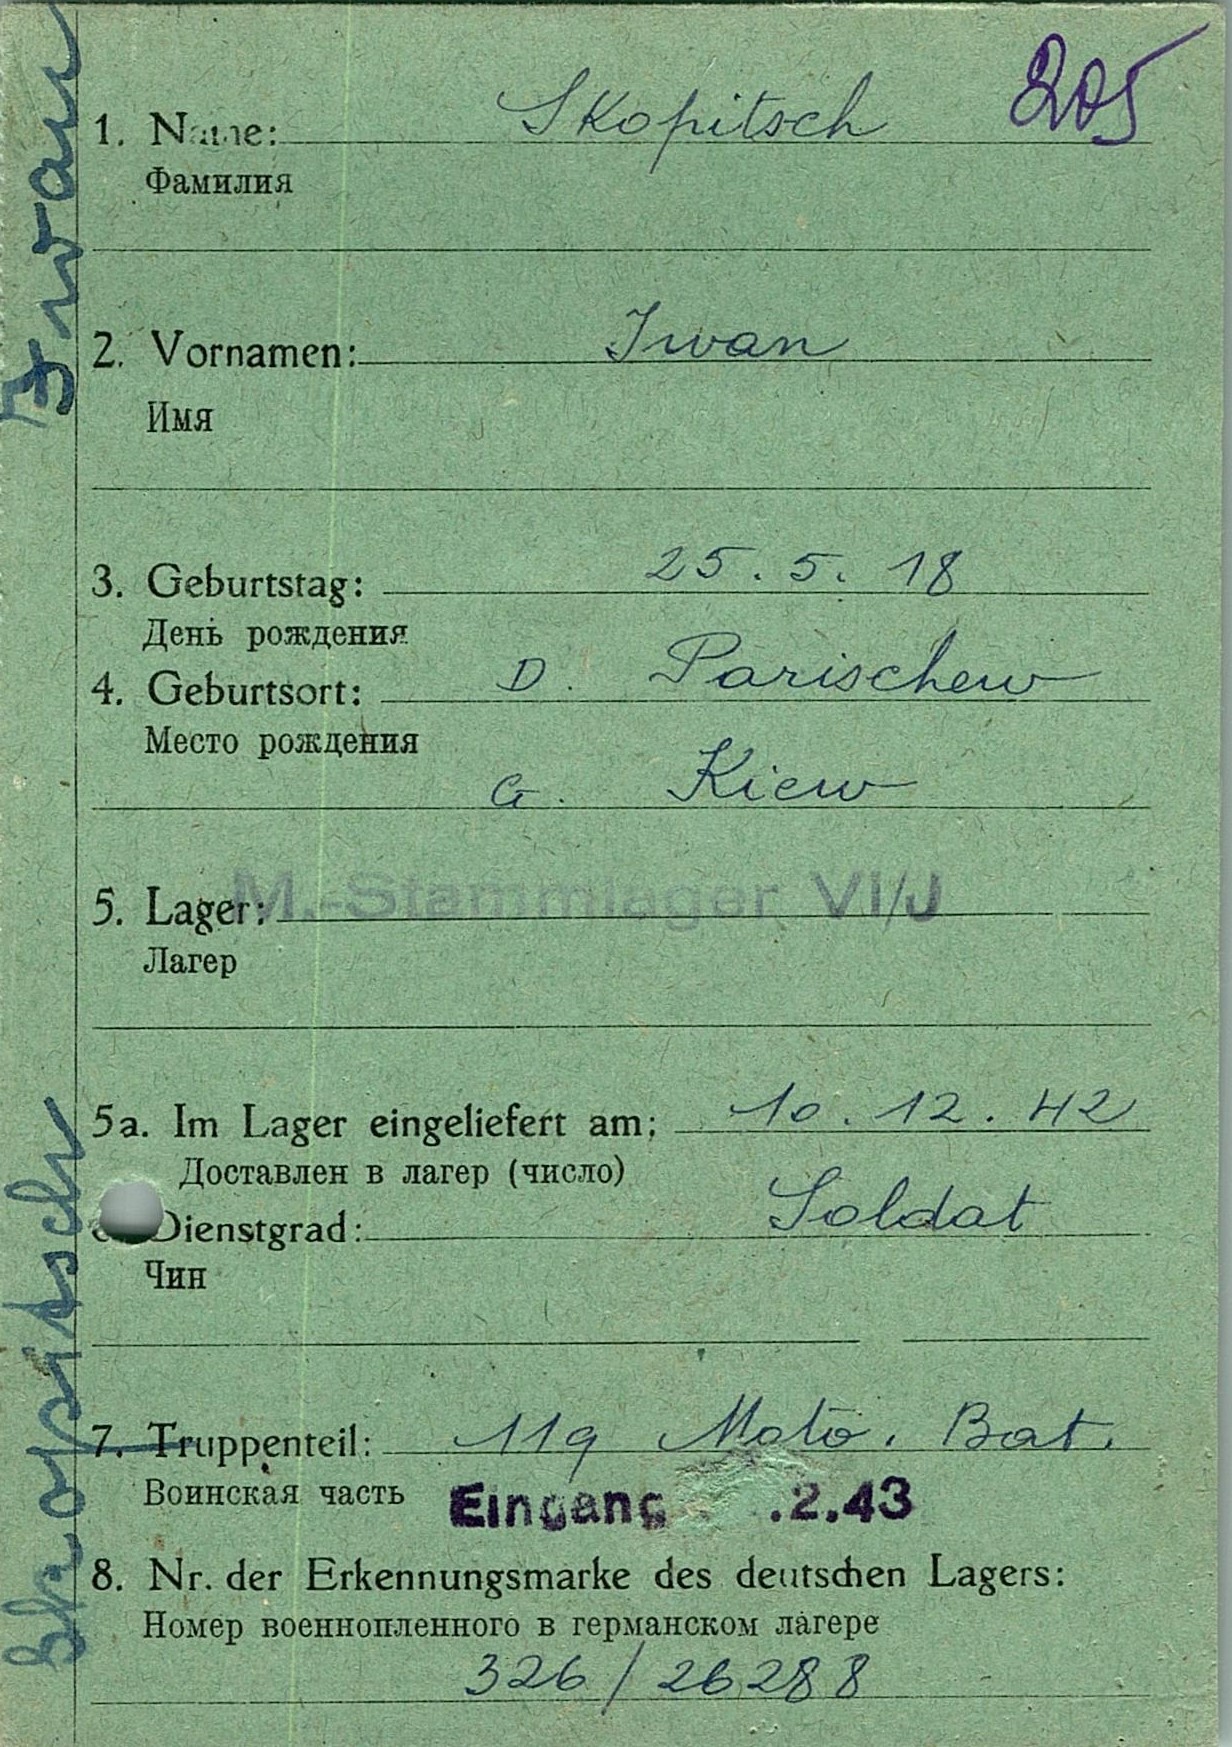 205
1. Name: Skopitsch
Фамилия
2. Vornamen: Iwan
Имя
3. Geburtstag: 25. 5. 18
День рождения
4. Geburtsort: D. Parischew
Место рождения
G. Kiew
M.-Stammlager VI/J
5. Lager:
Лагер
5a. Im Lager eingeliefert am: 10. 12. 42
Доставлен в лагер (число)
Dienstgrad: Soldat
Чин
7. Truppenteil: 119 Moto. Bat.
Воинская часть
Eingang .2.43
8. Nr. der Erkennungsmarke des deutschen Lagers:
Номер военнопленного в германском лагере
326/26288
Skopitsch Iwan